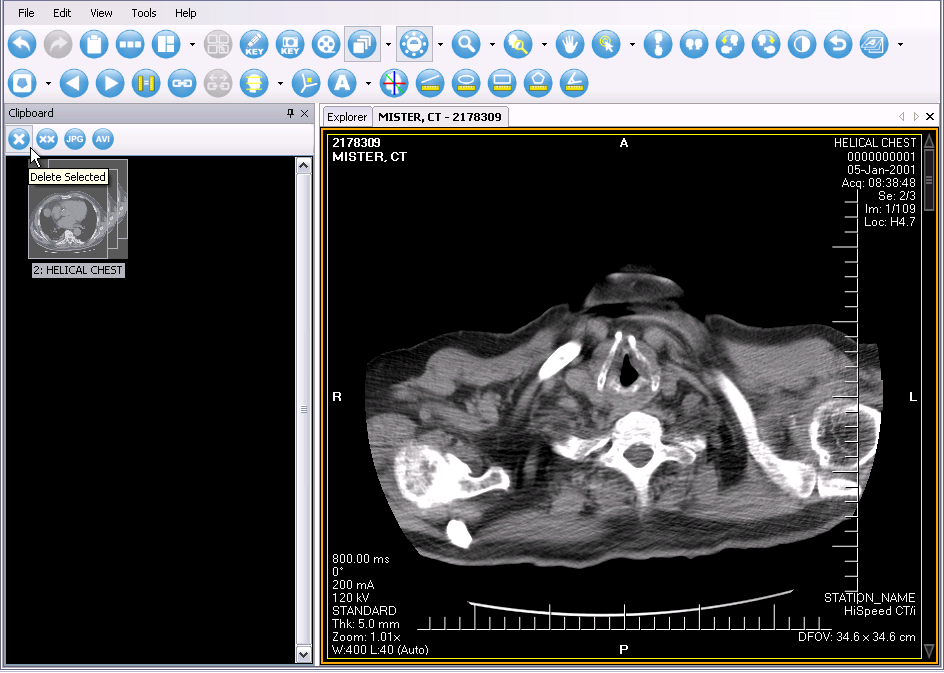 File Edit View Tools Help
KEY KEY
A
Clipboard
Explorer MISTER, CT - 2178309
JPG AVI
Delete Selected
2: HELICAL CHEST
2178309
MISTER, CT
A
HELICAL CHEST
0000000001
05-Jan-2001
Acq: 08:38:48
Se: 2/3
Im: 1/109
Loc: H4.7
R
L
800.00 ms
0°
200 mA
120 kV
STANDARD
Thk: 5.0 mm
Zoom: 1.01x
W:400 L:40 (Auto)
STATION_NAME
HiSpeed CT/i
DFOV: 34.6 x 34.6 cm
P